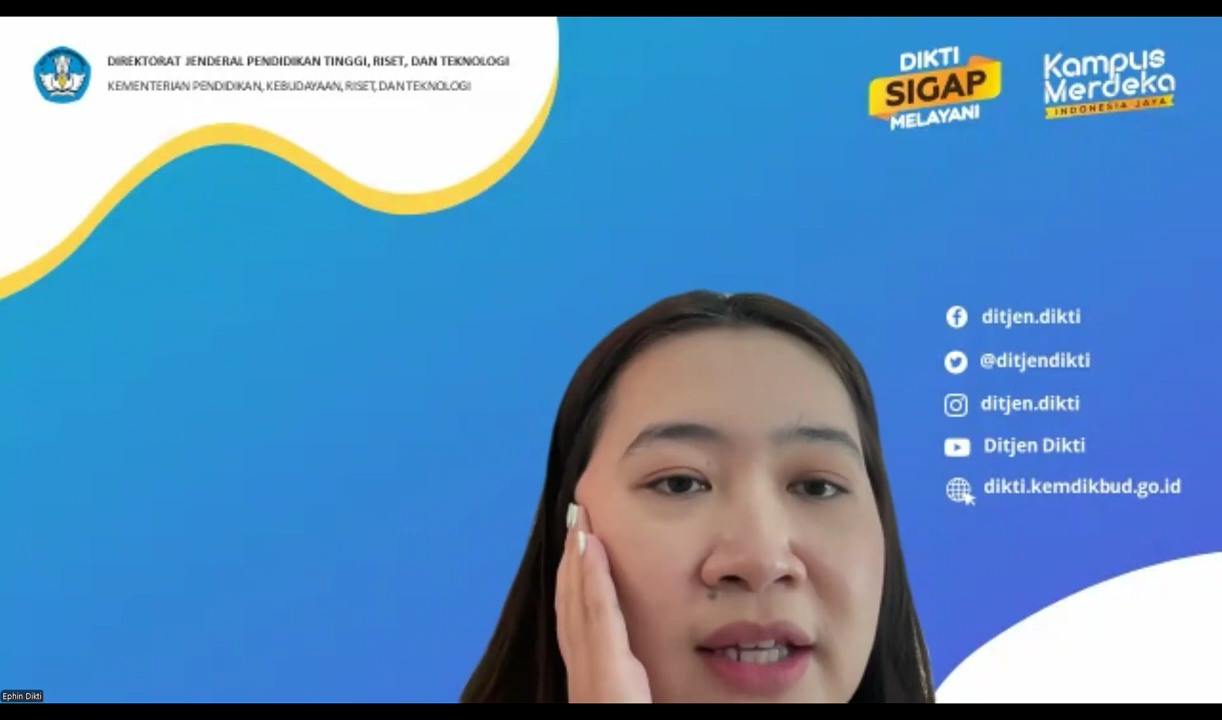 DIREKTORAT JENDERAL PENDIDIKAN TINGGI, RISET, DAN TEKNOLOGI
KEMENTERIAN PENDIDIKAN, KEBUDAYAAN, RISET, DAN TEKNOLOGI
DIKTI
SIGAP
MELAYANI
Kampus
Merdeka
INDONESIA JAYA
ditjen.dikti
@ditjendikti
ditjen.dikti
Ditjen Dikti
dikti.kemdikbud.go.id
Ephin Dikti